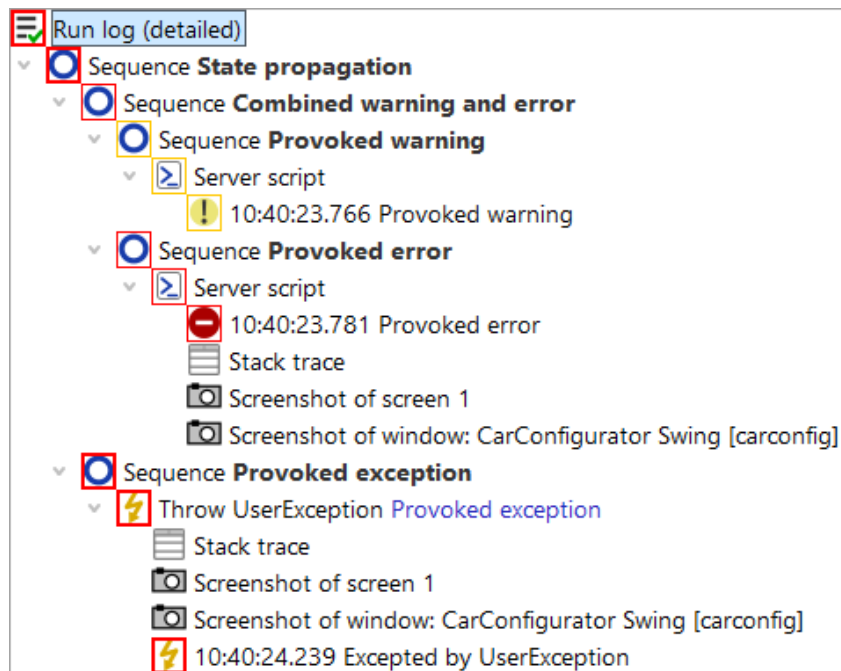 Run log (detailed)
Sequence State propagation
Sequence Combined warning and error
Sequence Provoked warning
Server script
10:40:23.766 Provoked warning
Sequence Provoked error
Server script
10:40:23.781 Provoked error
Stack trace
Screenshot of screen 1
Screenshot of window: CarConfigurator Swing [carconfig]
Sequence Provoked exception
Throw UserException Provoked exception
Stack trace
Screenshot of screen 1
Screenshot of window: CarConfigurator Swing [carconfig]
10:40:24.239 Excepted by UserException